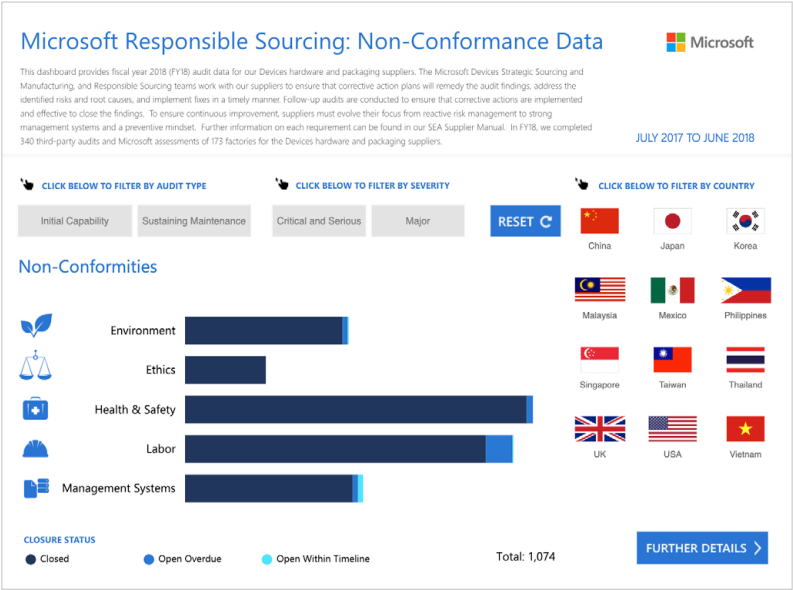 Microsoft Responsible Sourcing: Non-Conformance Data
Microsoft
This dashboard provides fiscal year 2018 (FY18) audit data for our Devices hardware and packaging suppliers. The Microsoft Devices Strategic Sourcing and
Manufacturing, and Responsible Sourcing teams work with our suppliers to ensure that corrective action plans will remedy the audit findings, address the
identified risks and root causes, and implement fixes in a timely manner. Follow-up audits are conducted to ensure that corrective actions are implemented
and effective to close the findings.  To ensure continuous improvement, suppliers must evolve their focus from reactive risk management to strong
management systems and a preventive mindset.  Further information on each requirement can be found in our SEA Supplier Manual.  In FY18, we completed
340 third-party audits and Microsoft assessments of 173 factories for the Devices hardware and packaging suppliers.
JULY 2017 TO JUNE 2018
CLICK BELOW TO FILTER BY AUDIT TYPE
CLICK BELOW TO FILTER BY SEVERITY
CLICK BELOW TO FILTER BY COUNTRY
Initial Capability
Sustaining Maintenance
Critical and Serious
Major
RESET
China
Japan
Korea
Non-Conformities
Malaysia
Mexico
Philippines
Environment
Ethics
Health & Safety
Labor
Management Systems
Singapore
Taiwan
Thailand
UK
USA
Vietnam
CLOSURE STATUS
Closed
Open Overdue
Open Within Timeline
Total: 1,074
FURTHER DETAILS